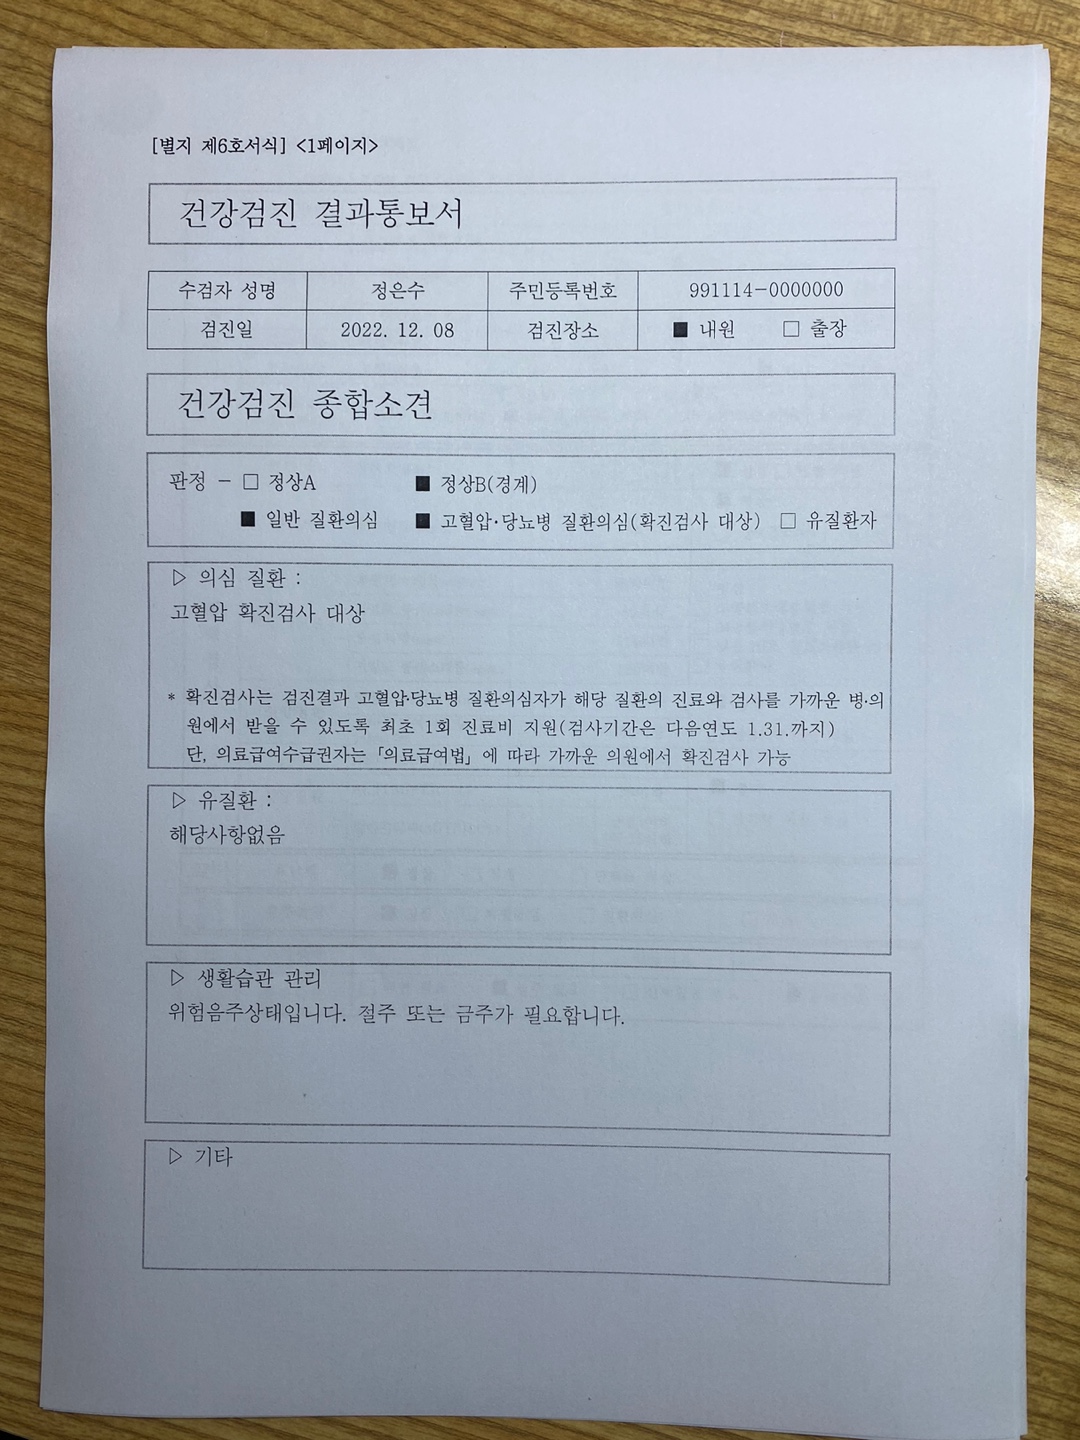 [별지 제6호서식] <1페이지>
건강검진 결과통보서
수검자 성명 정은수 주민등록번호 991114-0000000
검진일 2022. 12. 08 검진장소 ■ 내원 □ 출장
건강검진 종합소견
판정 - □ 정상A ■ 정상B(경계)
■ 일반 질환의심 ■ 고혈압·당뇨병 질환의심(확진검사 대상) □ 유질환자
▷ 의심 질환 :
고혈압 확진검사 대상
* 확진검사는 검진결과 고혈압·당뇨병 질환의심자가 해당 질환의 진료와 검사를 가까운 병·의
원에서 받을 수 있도록 최초 1회 진료비 지원(검사기간은 다음연도 1.31.까지)
단, 의료급여수급권자는 「의료급여법」에 따라 가까운 의원에서 확진검사 가능
▷ 유질환 :
해당사항없음
▷ 생활습관 관리
위험음주상태입니다. 절주 또는 금주가 필요합니다.
▷ 기타